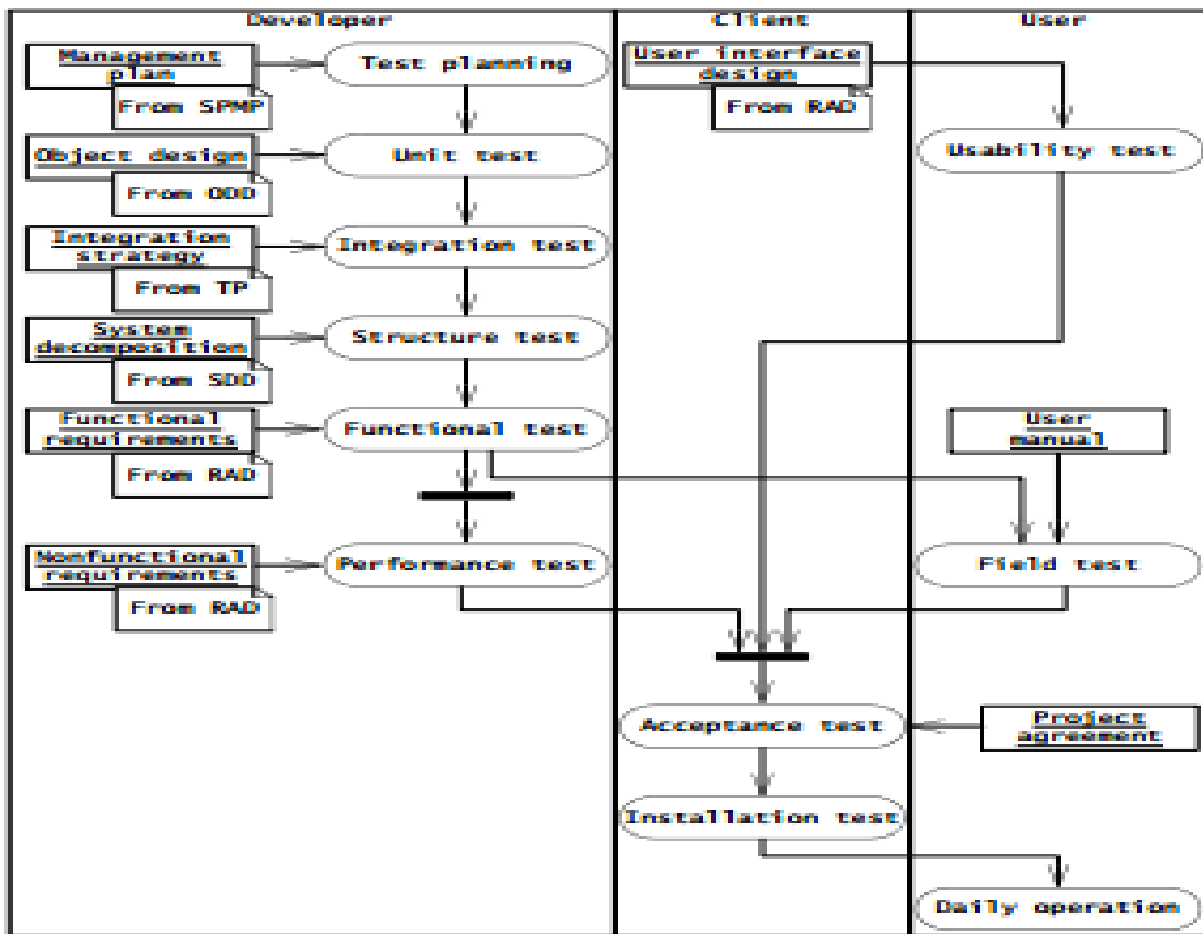 Developer
Client
User
Management
plan
From SPMP
Test planning
User interface
design
From RAD
Object design
From ODD
Unit test
Usability test
Integration
strategy
From TP
Integration test
System
decomposition
From SDD
Structure test
Functional
requirements
From RAD
Functional test
User
manual
Nonfunctional
requirements
From RAD
Performance test
Field test
Acceptance test
Project
agreement
Installation test
Daily operation